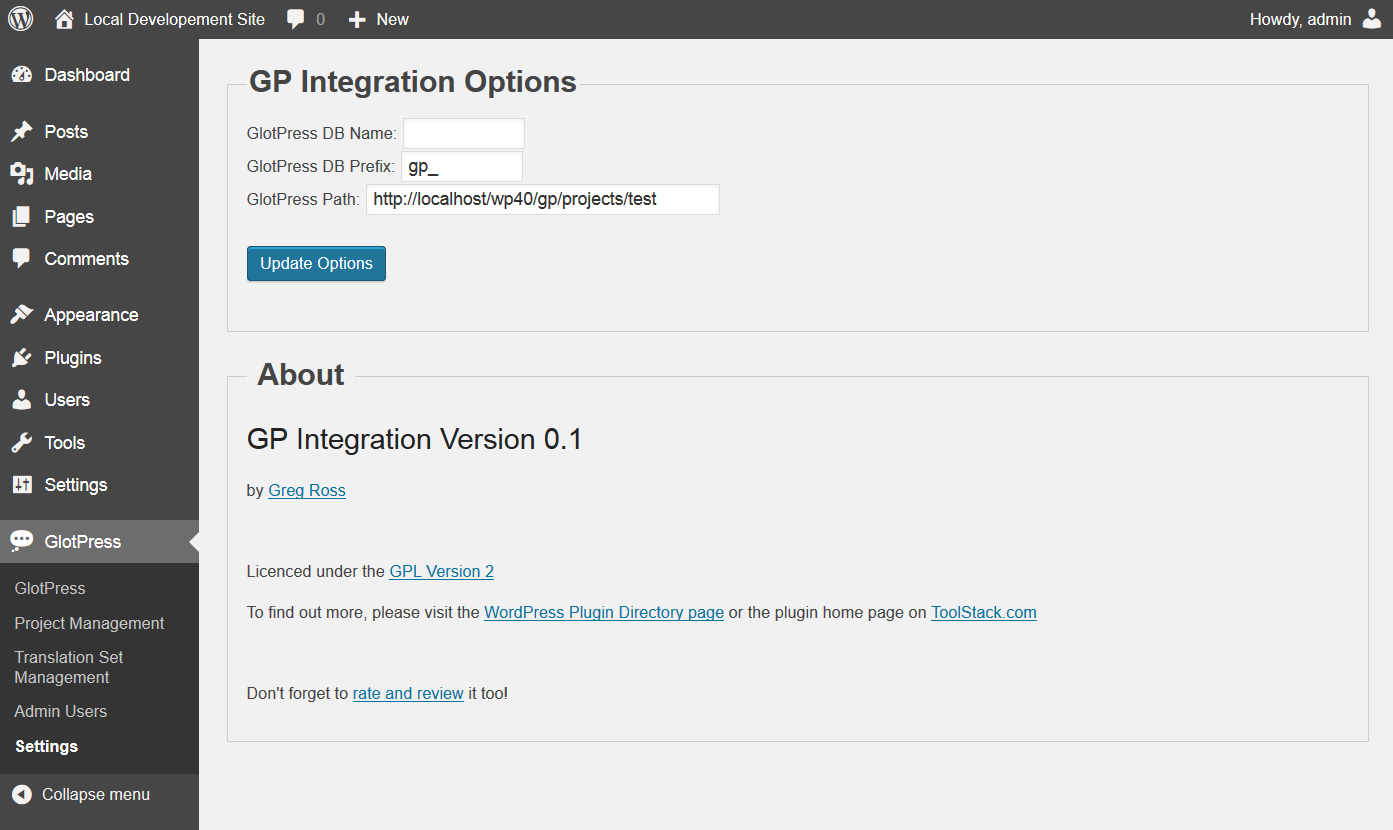 Local Developement Site 0 New Howdy, admin
Dashboard
Posts
Media
Pages
Comments
Appearance
Plugins
Users
Tools
Settings
GlotPress
GlotPress
Project Management
Translation Set
Management
Admin Users
Settings
Collapse menu
GP Integration Options
GlotPress DB Name:
GlotPress DB Prefix: gp_
GlotPress Path: http://localhost/wp40/gp/projects/test
Update Options
About
GP Integration Version 0.1
by Greg Ross
Licenced under the GPL Version 2
To find out more, please visit the WordPress Plugin Directory page or the plugin home page on ToolStack.com
Don't forget to rate and review it too!